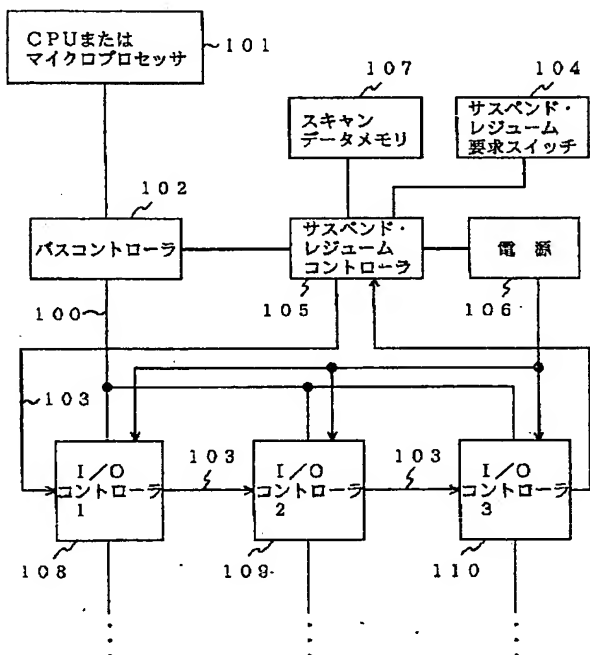 CPUまたは
マイクロプロセッサ
101
107
104
スキャン
データメモリ
サスペンド・
レジューム
要求スイッチ
102
バスコントローラ
サスペンド・
レジューム
コントローラ
電源
100
105
106
103
I/O
コントローラ
1
103
I/O
コントローラ
2
103
I/O
コントローラ
3
108
109
110